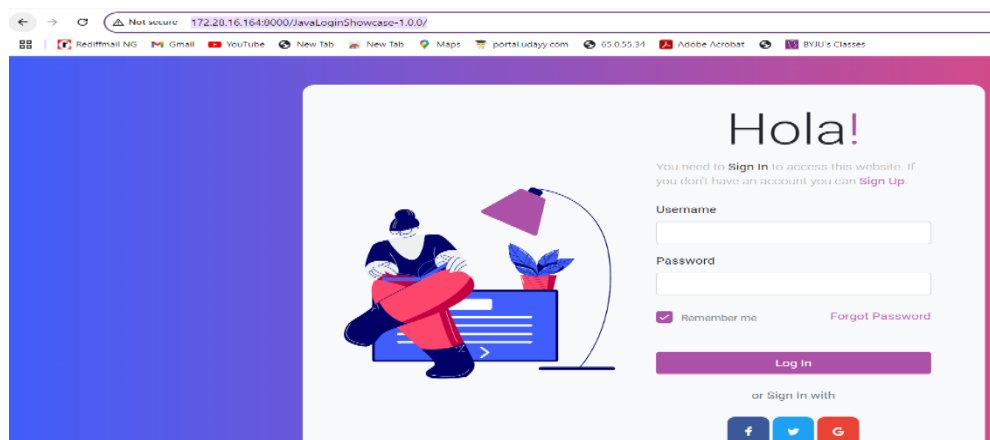 Not secure 172.28.16.164:8000/JavaLoginShowcase-1.0.0/
Rediffmail NG Gmail YouTube New Tab New Tab Maps portal.udayy.com 65.0.55.34 Adobe Acrobat BYJU's Classes
Hola!
You need to Sign In to access this website. If
you don't have an account you can Sign Up.
Username
Password
Remember me Forgot Password
Log In
or Sign In with
f G